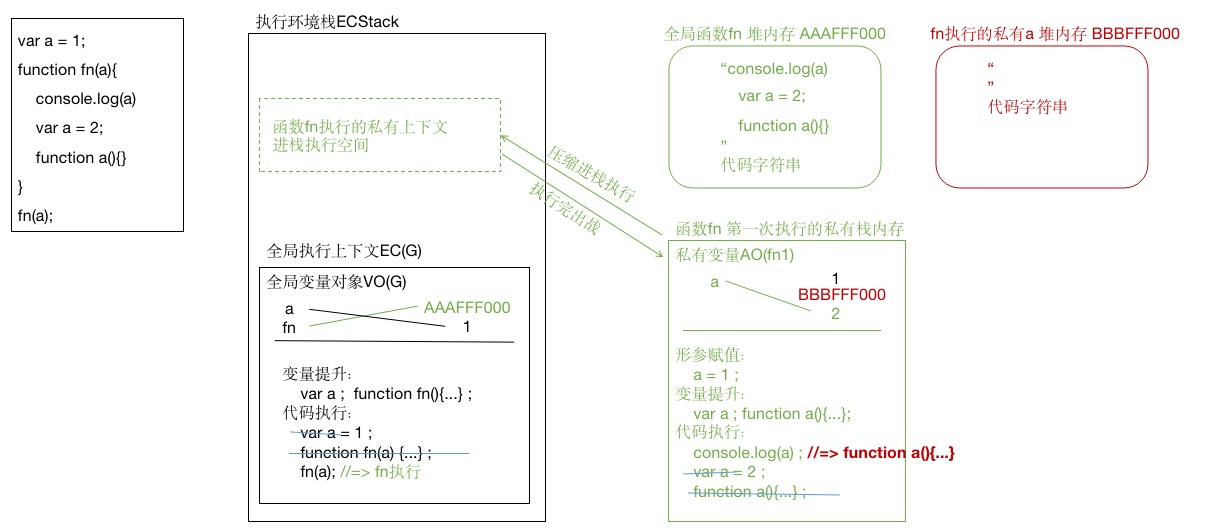 var a = 1;
function fn(a){
console.log(a)
var a = 2;
function a(){}
}
fn(a);
执行环境栈ECStack
函数fn执行的私有上下文
进栈执行空间
压缩进栈执行
执行完出战
全局执行上下文EC(G)
全局变量对象VO(G)
a
AAAFFF000
fn
1
变量提升:
var a ;  function fn(){...} ;
代码执行:
var a = 1 ;
function fn(a) {...} ;
fn(a); //=> fn执行
全局函数fn 堆内存 AAAFFF000
“console.log(a)
var a = 2;
function a(){}
”
代码字符串
fn执行的私有a 堆内存 BBBFFF000
“
”
代码字符串
函数fn 第一次执行的私有栈内存
私有变量AO(fn1)
a
1
BBBFFF000
2
形参赋值:
a = 1 ;
变量提升:
var a ; function a(){...};
代码执行:
console.log(a) ; //=> function a(){...}
var a = 2 ;
function a(){...} ;